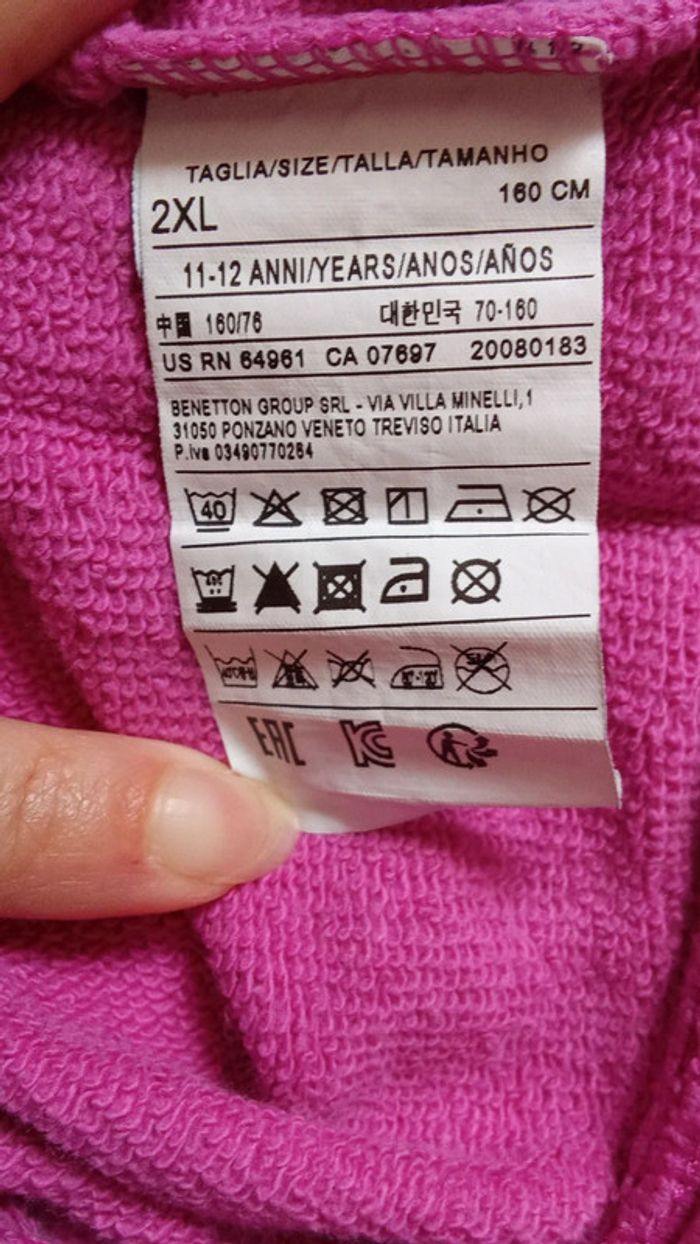 TAGLIA/SIZE/TALLA/TAMANHO
2XL 160 CM
11-12 ANNI/YEARS/ANOS/AÑOS
中國 160/76 대한민국 70-160
US RN 64961 CA 07697 20080183
BENETTON GROUP SRL - VIA VILLA MINELLI,1
31050 PONZANO VENETO TREVISO ITALIA
P.iva 03490770264
40
EAC KC